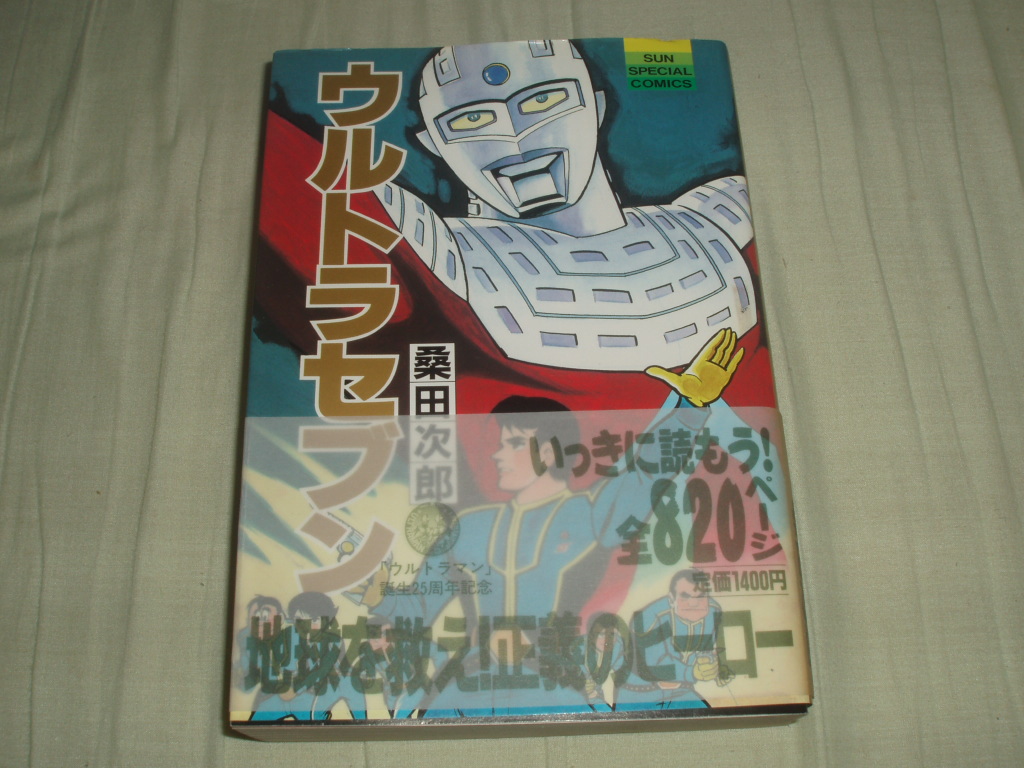 SUN
SPECIAL
COMICS
ウルトラセブン
桑田次郎
いっきに読もう!
全820ページ
定価1400円
「ウルトラマン」
誕生25周年記念
地球を救え!正義のヒーロー